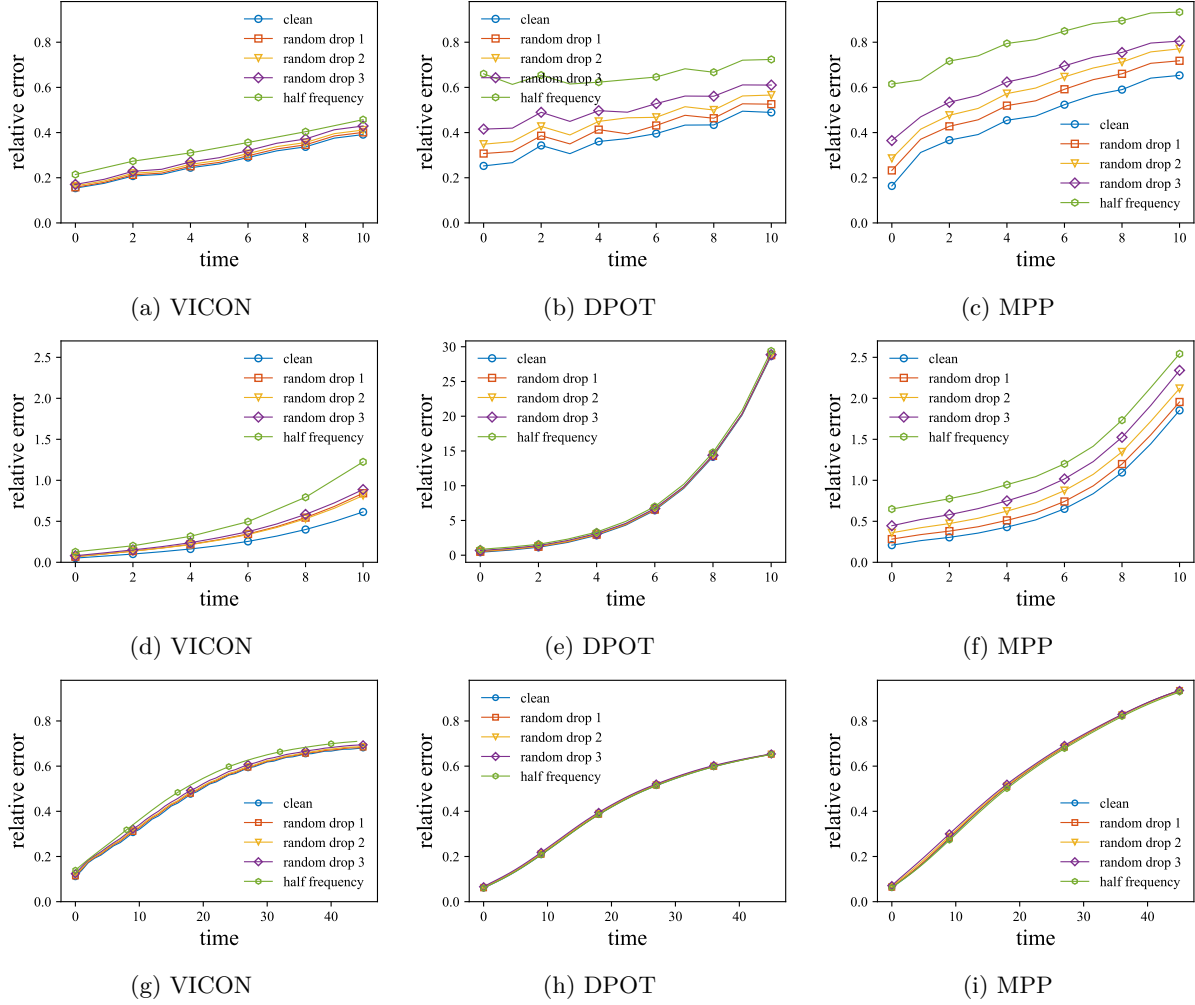 relative error
0.8
0.6
0.4
0.2
0.0
clean
random drop 1
random drop 2
random drop 3
half frequency
0 2 4 6 8 10
time
(a) VICON
relative error
0.8
0.6
0.4
0.2
0.0
clean
random drop 1
random drop 2
random drop 3
half frequency
0 2 4 6 8 10
time
(b) DPOT
relative error
0.8
0.6
0.4
0.2
0.0
clean
random drop 1
random drop 2
random drop 3
half frequency
0 2 4 6 8 10
time
(c) MPP
relative error
2.5
2.0
1.5
1.0
0.5
0.0
clean
random drop 1
random drop 2
random drop 3
half frequency
0 2 4 6 8 10
time
(d) VICON
relative error
30
25
20
15
10
5
0
clean
random drop 1
random drop 2
random drop 3
half frequency
0 2 4 6 8 10
time
(e) DPOT
relative error
2.5
2.0
1.5
1.0
0.5
0.0
clean
random drop 1
random drop 2
random drop 3
half frequency
0 2 4 6 8 10
time
(f) MPP
relative error
0.8
0.6
0.4
0.2
0.0
clean
random drop 1
random drop 2
random drop 3
half frequency
0 10 20 30 40
time
(g) VICON
relative error
0.8
0.6
0.4
0.2
0.0
clean
random drop 1
random drop 2
random drop 3
half frequency
0 10 20 30 40
time
(h) DPOT
relative error
0.8
0.6
0.4
0.2
0.0
clean
random drop 1
random drop 2
random drop 3
half frequency
0 10 20 30 40
time
(i) MPP